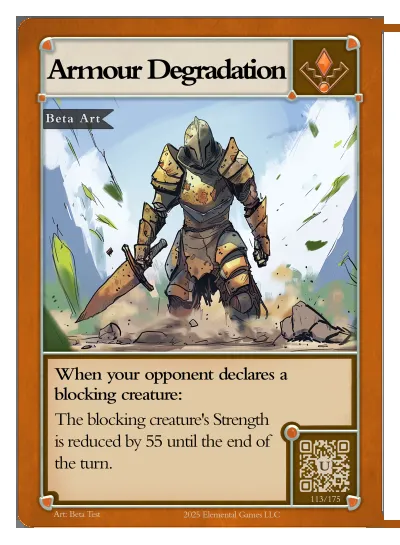 Armour Degradation
Beta Art
When your opponent declares a
blocking creature:
The blocking creature's Strength
is reduced by 55 until the end of
the turn.
U
113/175
Art: Beta Test
2025 Elemental Games LLC